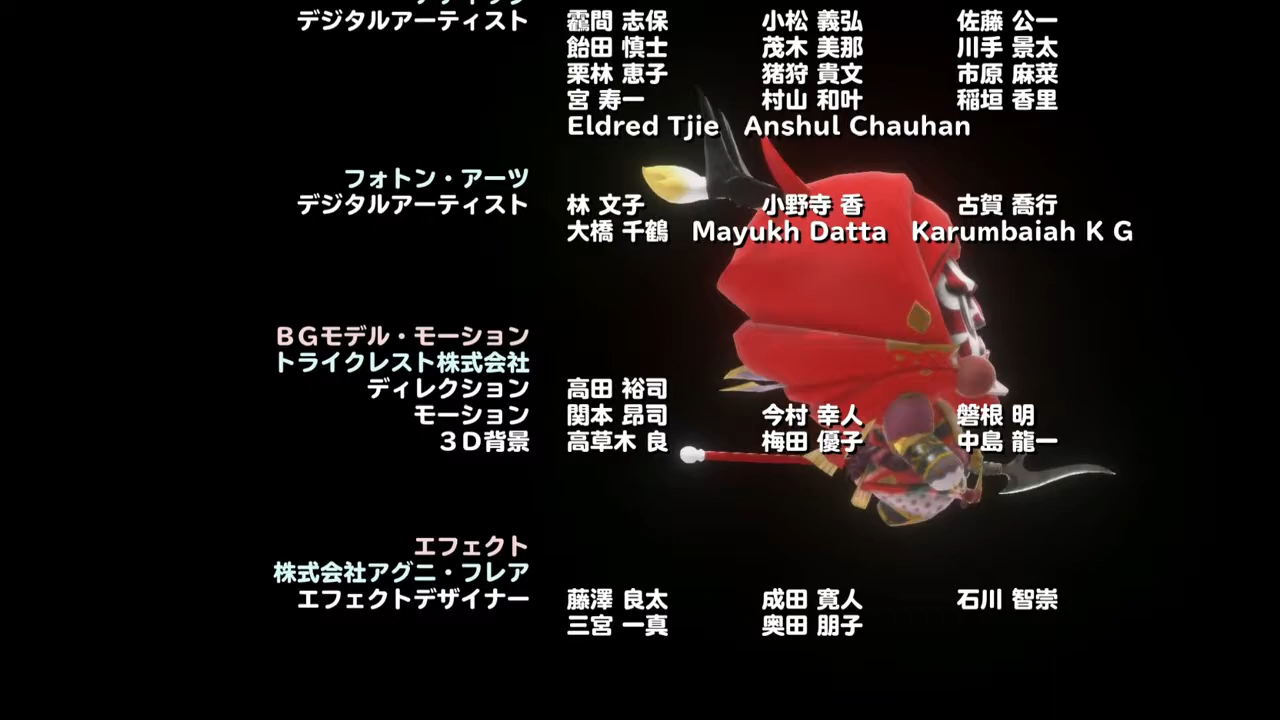 デジタルアーティスト 靍間 志保 小松 義弘 佐藤 公一
飴田 慎士 茂木 美那 川手 景太
栗林 恵子 猪狩 貴文 市原 麻菜
宮 寿一 村山 和叶 稲垣 香里
Eldred Tjie Anshul Chauhan
フォトン・アーツ
デジタルアーティスト 林 文子 小野寺 香 古賀 喬行
大橋 千鶴 Mayukh Datta Karumbaiah K G
ＢＧモデル・モーション
トライクレスト株式会社
ディレクション 高田 裕司
モーション 関本 昂司 今村 幸人 磐根 明
３Ｄ背景 高草木 良 梅田 優子 中島 龍一
エフェクト
株式会社アグニ・フレア
エフェクトデザイナー 藤澤 良太 成田 寛人 石川 智崇
三宮 一真 奥田 朋子